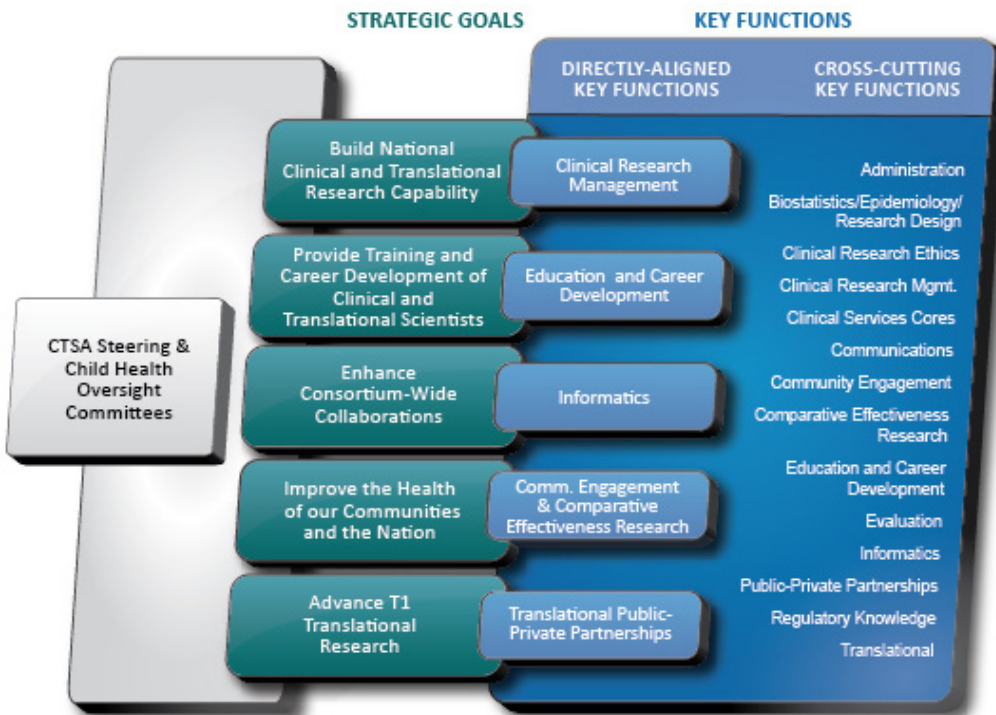 STRATEGIC GOALS
KEY FUNCTIONS
DIRECTLY-ALIGNED
KEY FUNCTIONS
CROSS-CUTTING
KEY FUNCTIONS
CTSA Steering &
Child Health
Oversight
Committees
Build National
Clinical and Translational
Research Capability
Clinical Research
Management
Provide Training and
Career Development of
Clinical and
Translational Scientists
Education and Career
Development
Enhance
Consortium-Wide
Collaborations
Informatics
Improve the Health
of our Communities
and the Nation
Comm. Engagement
& Comparative
Effectiveness Research
Advance T1
Translational
Research
Translational Public-
Private Partnerships
Administration
Biostatistics/Epidemiology/
Research Design
Clinical Research Ethics
Clinical Research Mgmt.
Clinical Services Cores
Communications
Community Engagement
Comparative Effectiveness
Research
Education and Career
Development
Evaluation
Informatics
Public-Private Partnerships
Regulatory Knowledge
Translational